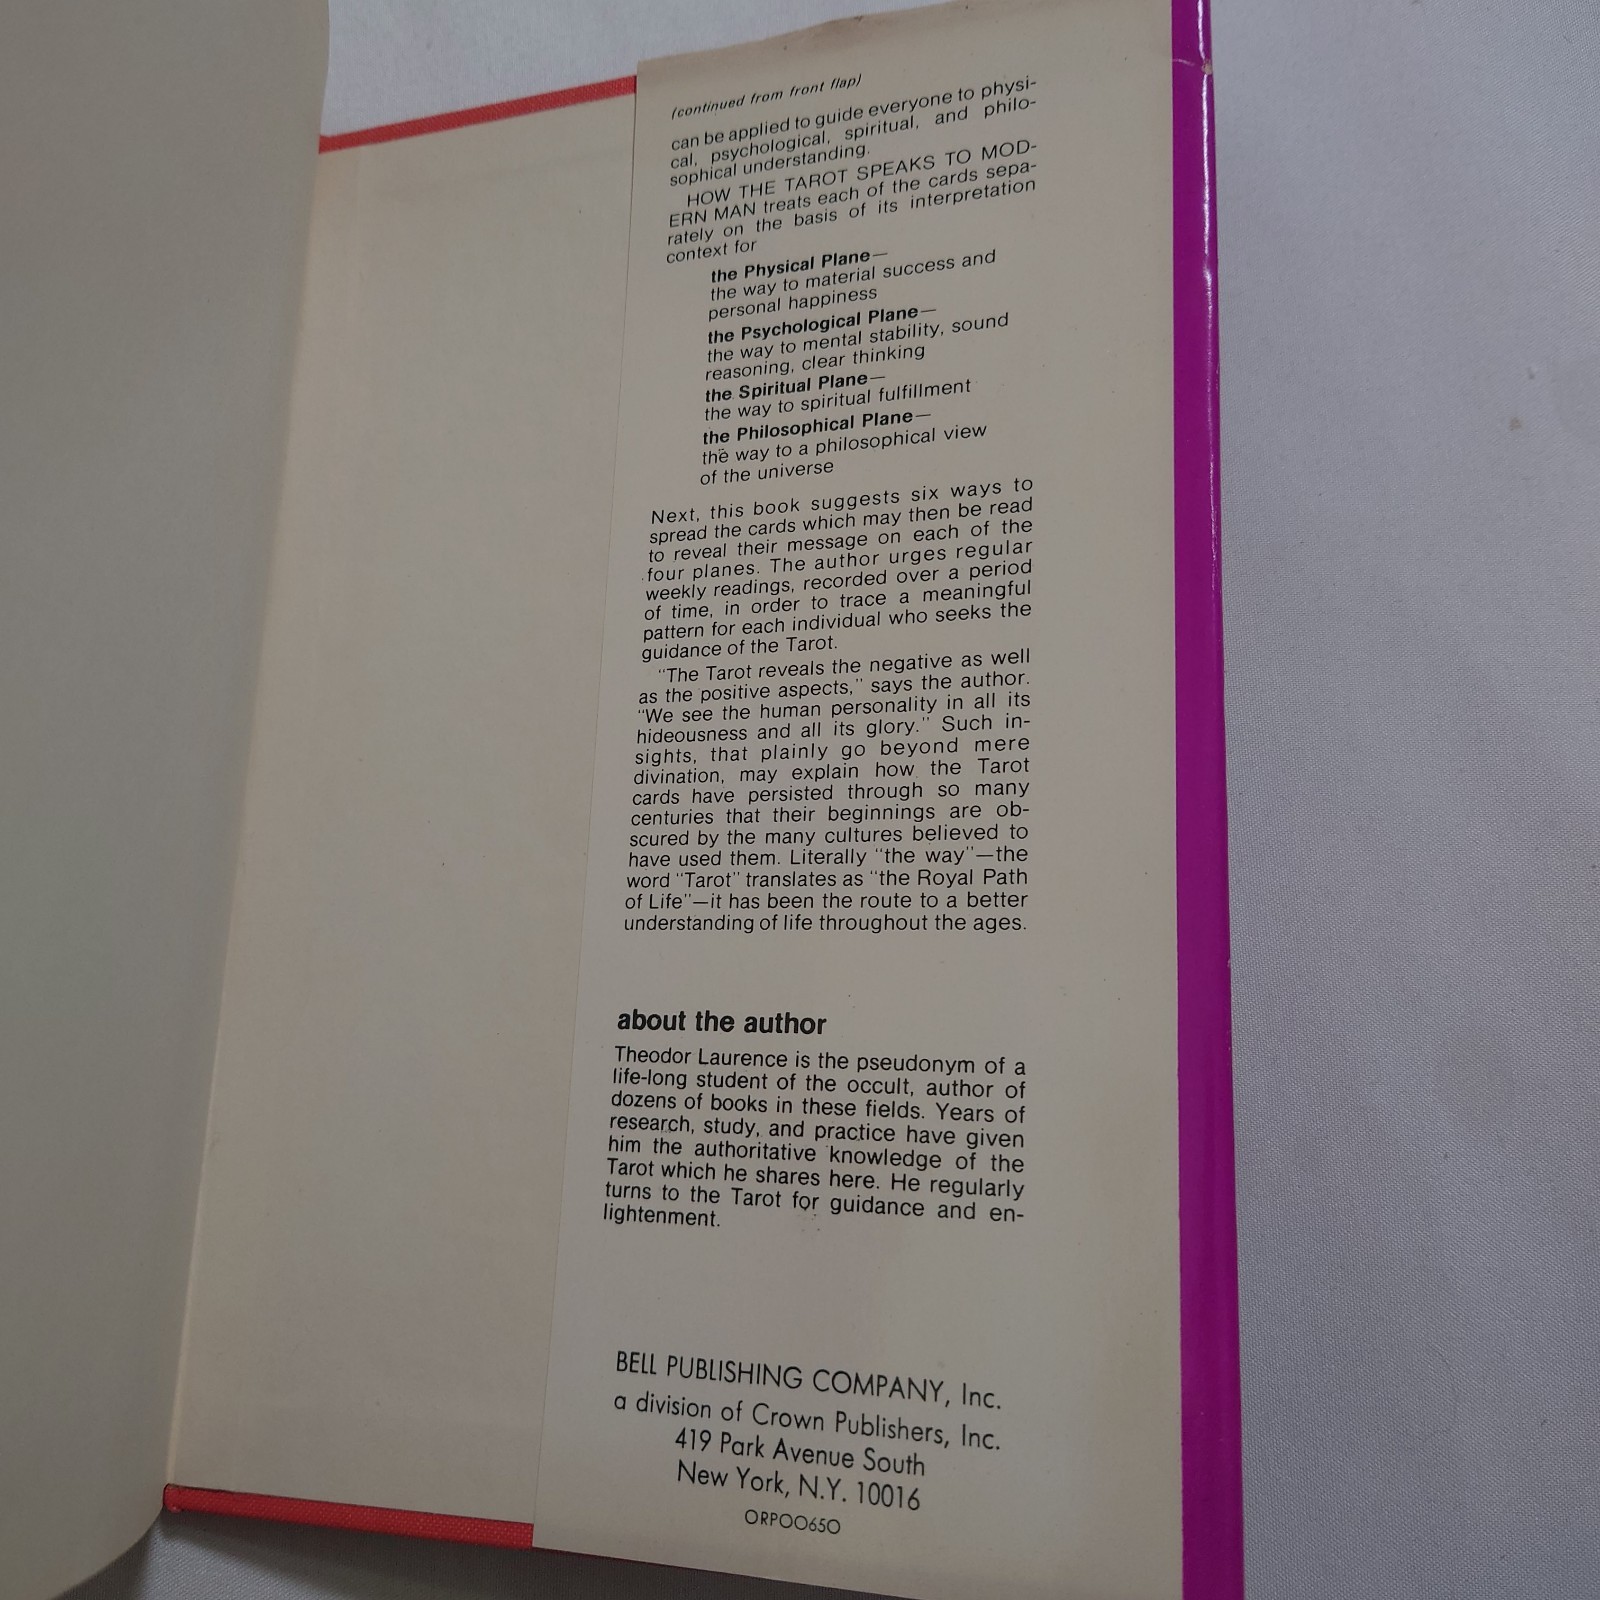 (continued from front flap)
can be applied to guide everyone to physi-
cal, psychological, spiritual, and philo-
sophical understanding.
HOW THE TAROT SPEAKS TO MOD-
ERN MAN treats each of the cards sepa-
rately on the basis of its interpretation
context for
the Physical Plane—
the way to material success and
personal happiness
the Psychological Plane—
the way to mental stability, sound
reasoning, clear thinking
the Spiritual Plane—
the way to spiritual fulfillment
the Philosophical Plane—
the way to a philosophical view
of the universe
Next, this book suggests six ways to
spread the cards which may then be read
to reveal their message on each of the
four planes. The author urges regular
weekly readings, recorded over a period
of time, in order to trace a meaningful
pattern for each individual who seeks the
guidance of the Tarot.
"The Tarot reveals the negative as well
as the positive aspects," says the author.
"We see the human personality in all its
hideousness and all its glory." Such in-
sights, that plainly go beyond mere
divination, may explain how the Tarot
cards have persisted through so many
centuries that their beginnings are ob-
scured by the many cultures believed to
have used them. Literally "the way"—the
word "Tarot" translates as "the Royal Path
of Life"—it has been the route to a better
understanding of life throughout the ages.
about the author
Theodor Laurence is the pseudonym of a
life-long student of the occult, author of
dozens of books in these fields. Years of
research, study, and practice have given
him the authoritative knowledge of the
Tarot which he shares here. He regularly
turns to the Tarot for guidance and en-
lightenment.
BELL PUBLISHING COMPANY, Inc.
a division of Crown Publishers, Inc.
419 Park Avenue South
New York, N.Y. 10016
ORPOO650